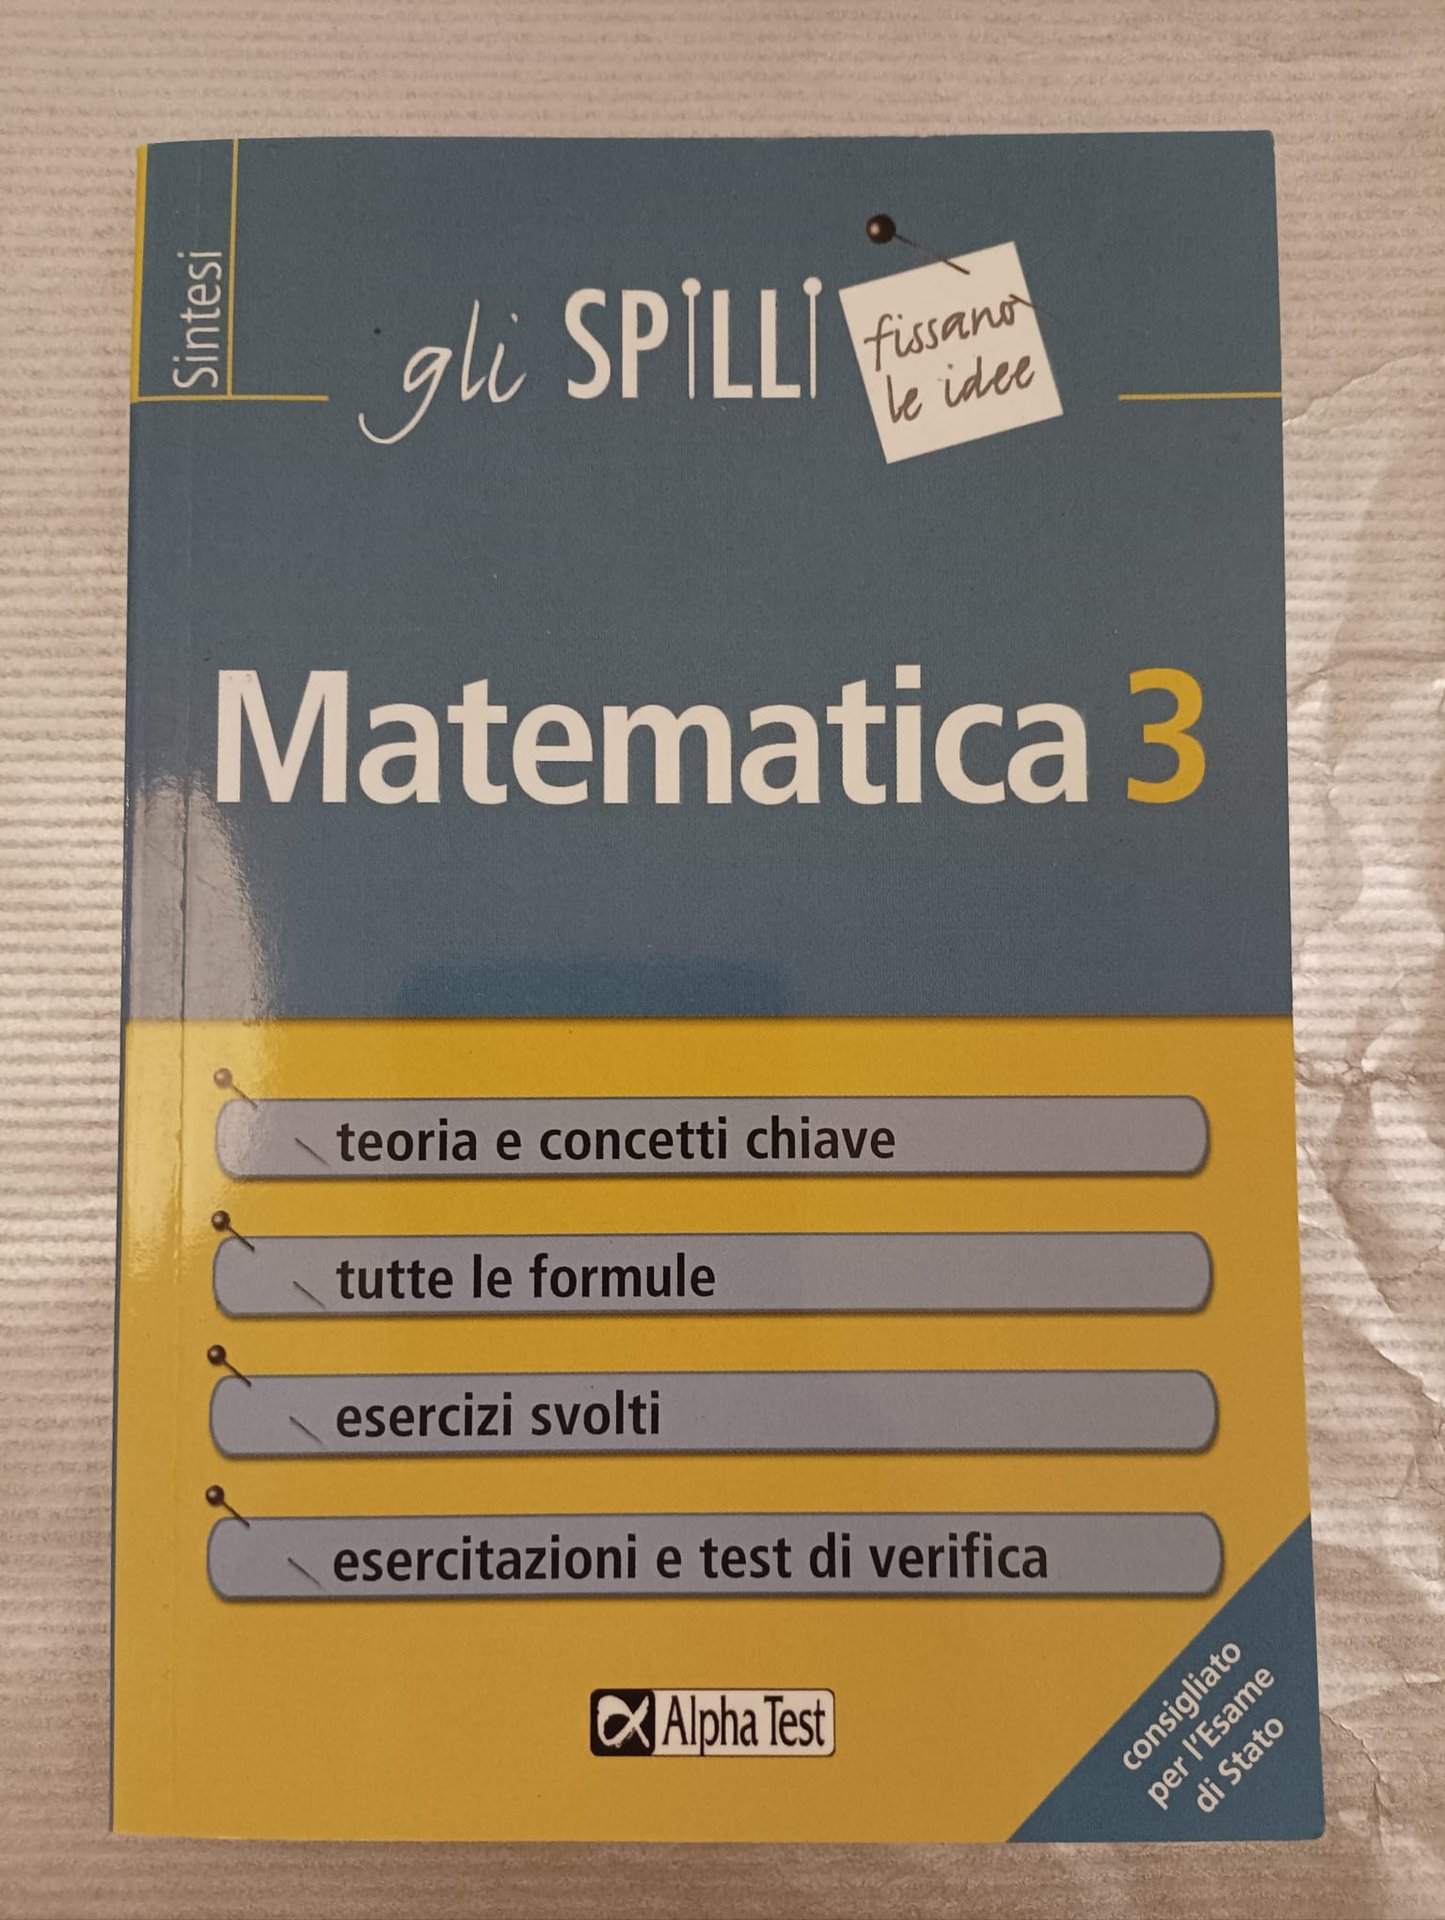 Sintesi
gli SPILLI
fissano
le idee
Matematica 3
teoria e concetti chiave
tutte le formule
esercizi svolti
esercitazioni e test di verifica
Alpha Test
consigliato
per l'Esame
di Stato